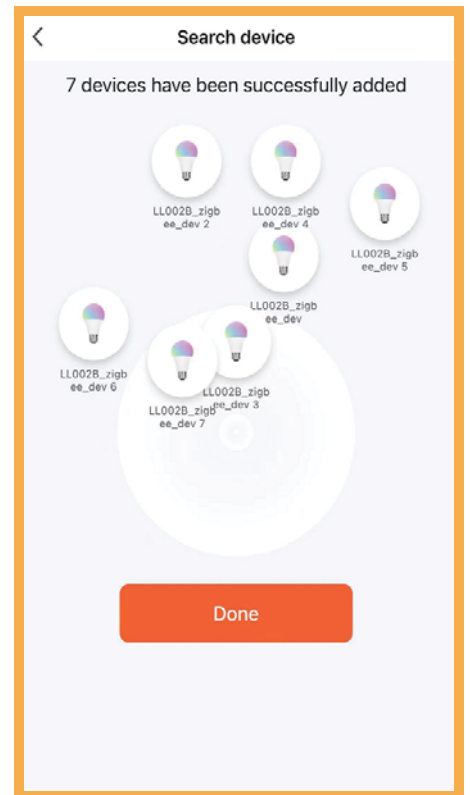 Search device
7 devices have been successfully added
LL002B_zigb
ee_dev 2
LL002B_zigb
ee_dev 4
LL002B_zigb
ee_dev 5
LL002B_zigb
ee_dev
LL002B_zigb
ee_dev 6
LL002B_zigb
ee_dev 3
LL002B_zigb
ee_dev 7
Done